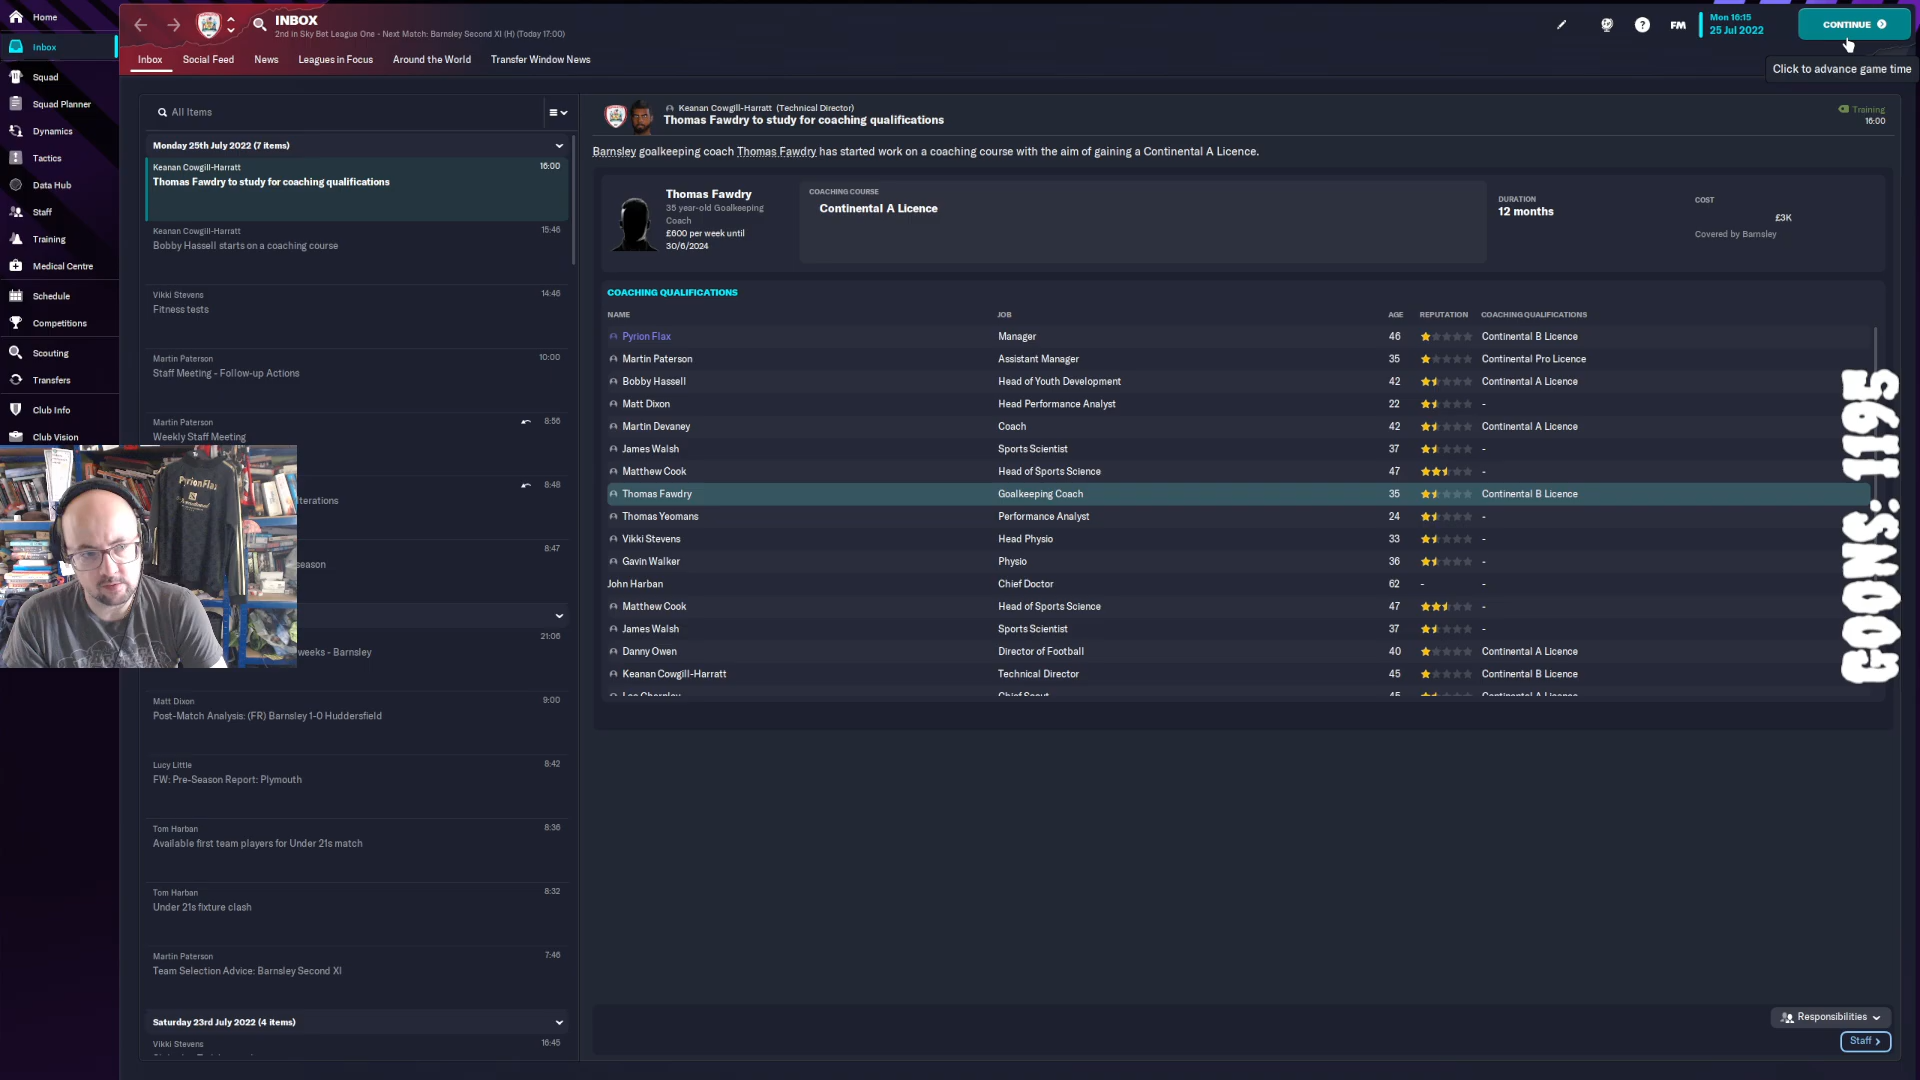 Home
Inbox
Squad
Squad Planner
Dynamics
Tactics
Data Hub
Staff
Training
Medical Centre
Schedule
Competitions
Scouting
Transfers
Club Info
Club Vision
INBOX
2nd in Sky Bet League One - Next Match: Barnsley Second XI (H) (Today 17:00)
FM
Mon 16:15
25 Jul 2022
CONTINUE
Click to advance game time
Inbox
Social Feed
News
Leagues in Focus
Around the World
Transfer Window News
All Items
Monday 25th July 2022 (7 items)
Keanan Cowgill-Harratt 16:00
Thomas Fawdry to study for coaching qualifications
Keanan Cowgill-Harratt 15:46
Bobby Hassell starts on a coaching course
Vikki Stevens 14:46
Fitness tests
Martin Paterson 10:00
Staff Meeting - Follow-up Actions
Martin Paterson 8:56
Weekly Staff Meeting
8:48
8:47
season
21:06
weeks - Barnsley
Matt Dixon 9:00
Post-Match Analysis: (FR) Barnsley 1-0 Huddersfield
Lucy Little 8:42
FW: Pre-Season Report: Plymouth
Tom Harban 8:36
Available first team players for Under 21s match
Tom Harban 8:32
Under 21s fixture clash
Martin Paterson 7:46
Team Selection Advice: Barnsley Second XI
Saturday 23rd July 2022 (4 items)
Vikki Stevens 16:45
Keanan Cowgill-Harratt (Technical Director)
Thomas Fawdry to study for coaching qualifications
Training
16:00
Barnsley goalkeeping coach Thomas Fawdry has started work on a coaching course with the aim of gaining a Continental A Licence.
Thomas Fawdry
35 year-old Goalkeeping
Coach
£600 per week until
30/6/2024
COACHING COURSE
Continental A Licence
DURATION
12 months
COST
£3K
Covered by Barnsley
COACHING QUALIFICATIONS
NAME JOB AGE REPUTATION COACHING QUALIFICATIONS
Pyrion Flax Manager 46 Continental B Licence
Martin Paterson Assistant Manager 35 Continental Pro Licence
Bobby Hassell Head of Youth Development 42 Continental A Licence
Matt Dixon Head Performance Analyst 22 -
Martin Devaney Coach 42 Continental A Licence
James Walsh Sports Scientist 37 -
Matthew Cook Head of Sports Science 47 -
Thomas Fawdry Goalkeeping Coach 35 Continental B Licence
Thomas Yeomans Performance Analyst 24 -
Vikki Stevens Head Physio 33 -
Gavin Walker Physio 36 -
John Harban Chief Doctor 62 - -
Matthew Cook Head of Sports Science 47 -
James Walsh Sports Scientist 37 -
Danny Owen Director of Football 40 Continental A Licence
Keanan Cowgill-Harratt Technical Director 45 Continental B Licence
Chief Scout 45 Continental A Licence
GOONS: 1195
PyrionFlax
Responsibilities
Staff